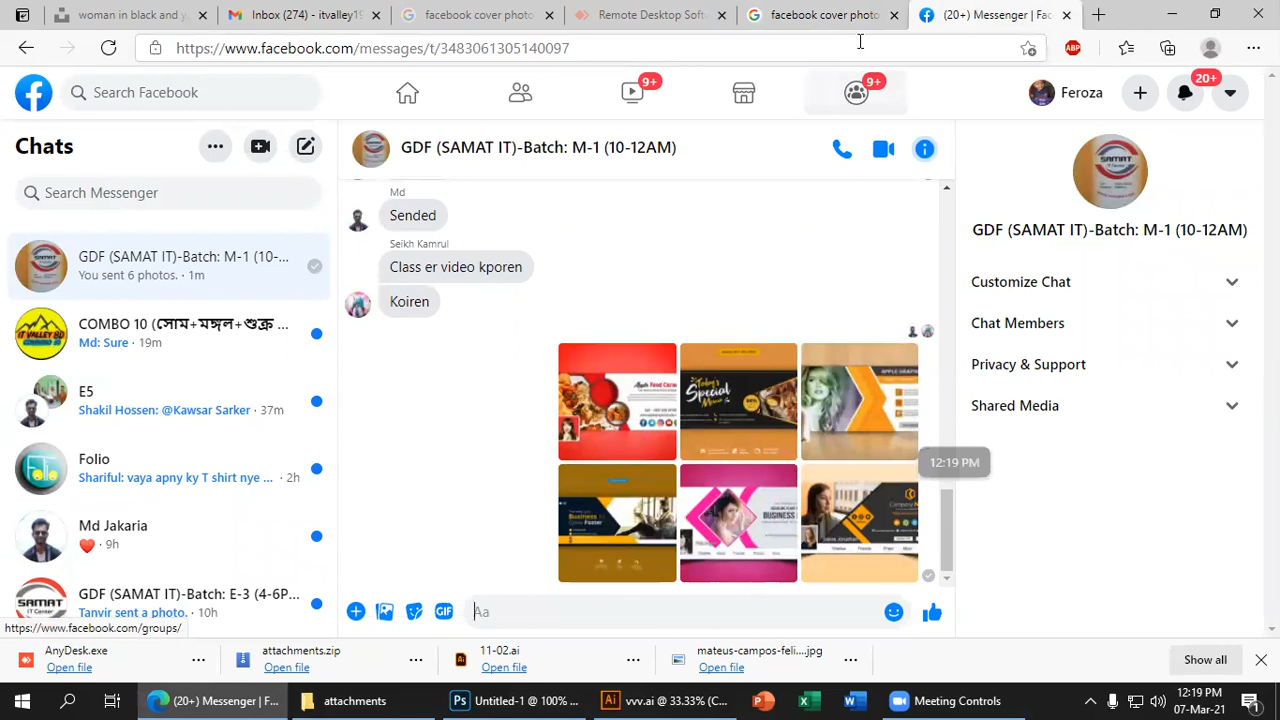 woman in black and y...
Inbox (274) - rivalley19
facebook cover photo
Remote Desktop Softw
facebook cover photo
(20+) Messenger | Fac
https://www.facebook.com/messages/t/3483061305140097
ABP
Search Facebook
9+
9+
Feroza
20+
Chats
GDF (SAMAT IT)-Batch: M-1 (10-12AM)
Search Messenger
GDF (SAMAT IT)-Batch: M-1 (10-...
You sent 6 photos. · 1m
COMBO 10 (সোম+মঙ্গল+শুক্র ...
Md: Sure · 19m
E5
Shakil Hossen: @Kawsar Sarker · 37m
Folio
Shariful: vaya apny ky T shirt nye ... · 2h
Md Jakaria
❤️ · 9h
GDF (SAMAT IT)-Batch: E-3 (4-6P...
Tanvir sent a photo. · 10h
https://www.facebook.com/groups/
Md
Sended
Seikh Kamrul
Class er video kporen
Koiren
Today's
Special
12:19 PM
GIF
Aa
SAMAT
GDF (SAMAT IT)-Batch: M-1 (10-12AM)
Customize Chat
Chat Members
Privacy & Support
Shared Media
AnyDesk.exe
Open file
attachments.zip
Open file
11-02.ai
Open file
mateus-campos-feli....jpg
Open file
Show all
(20+) Messenger | F...
attachments
Untitled-1 @ 100% ...
vvv.ai @ 33.33% (C...
Meeting Controls
12:19 PM
07-Mar-21